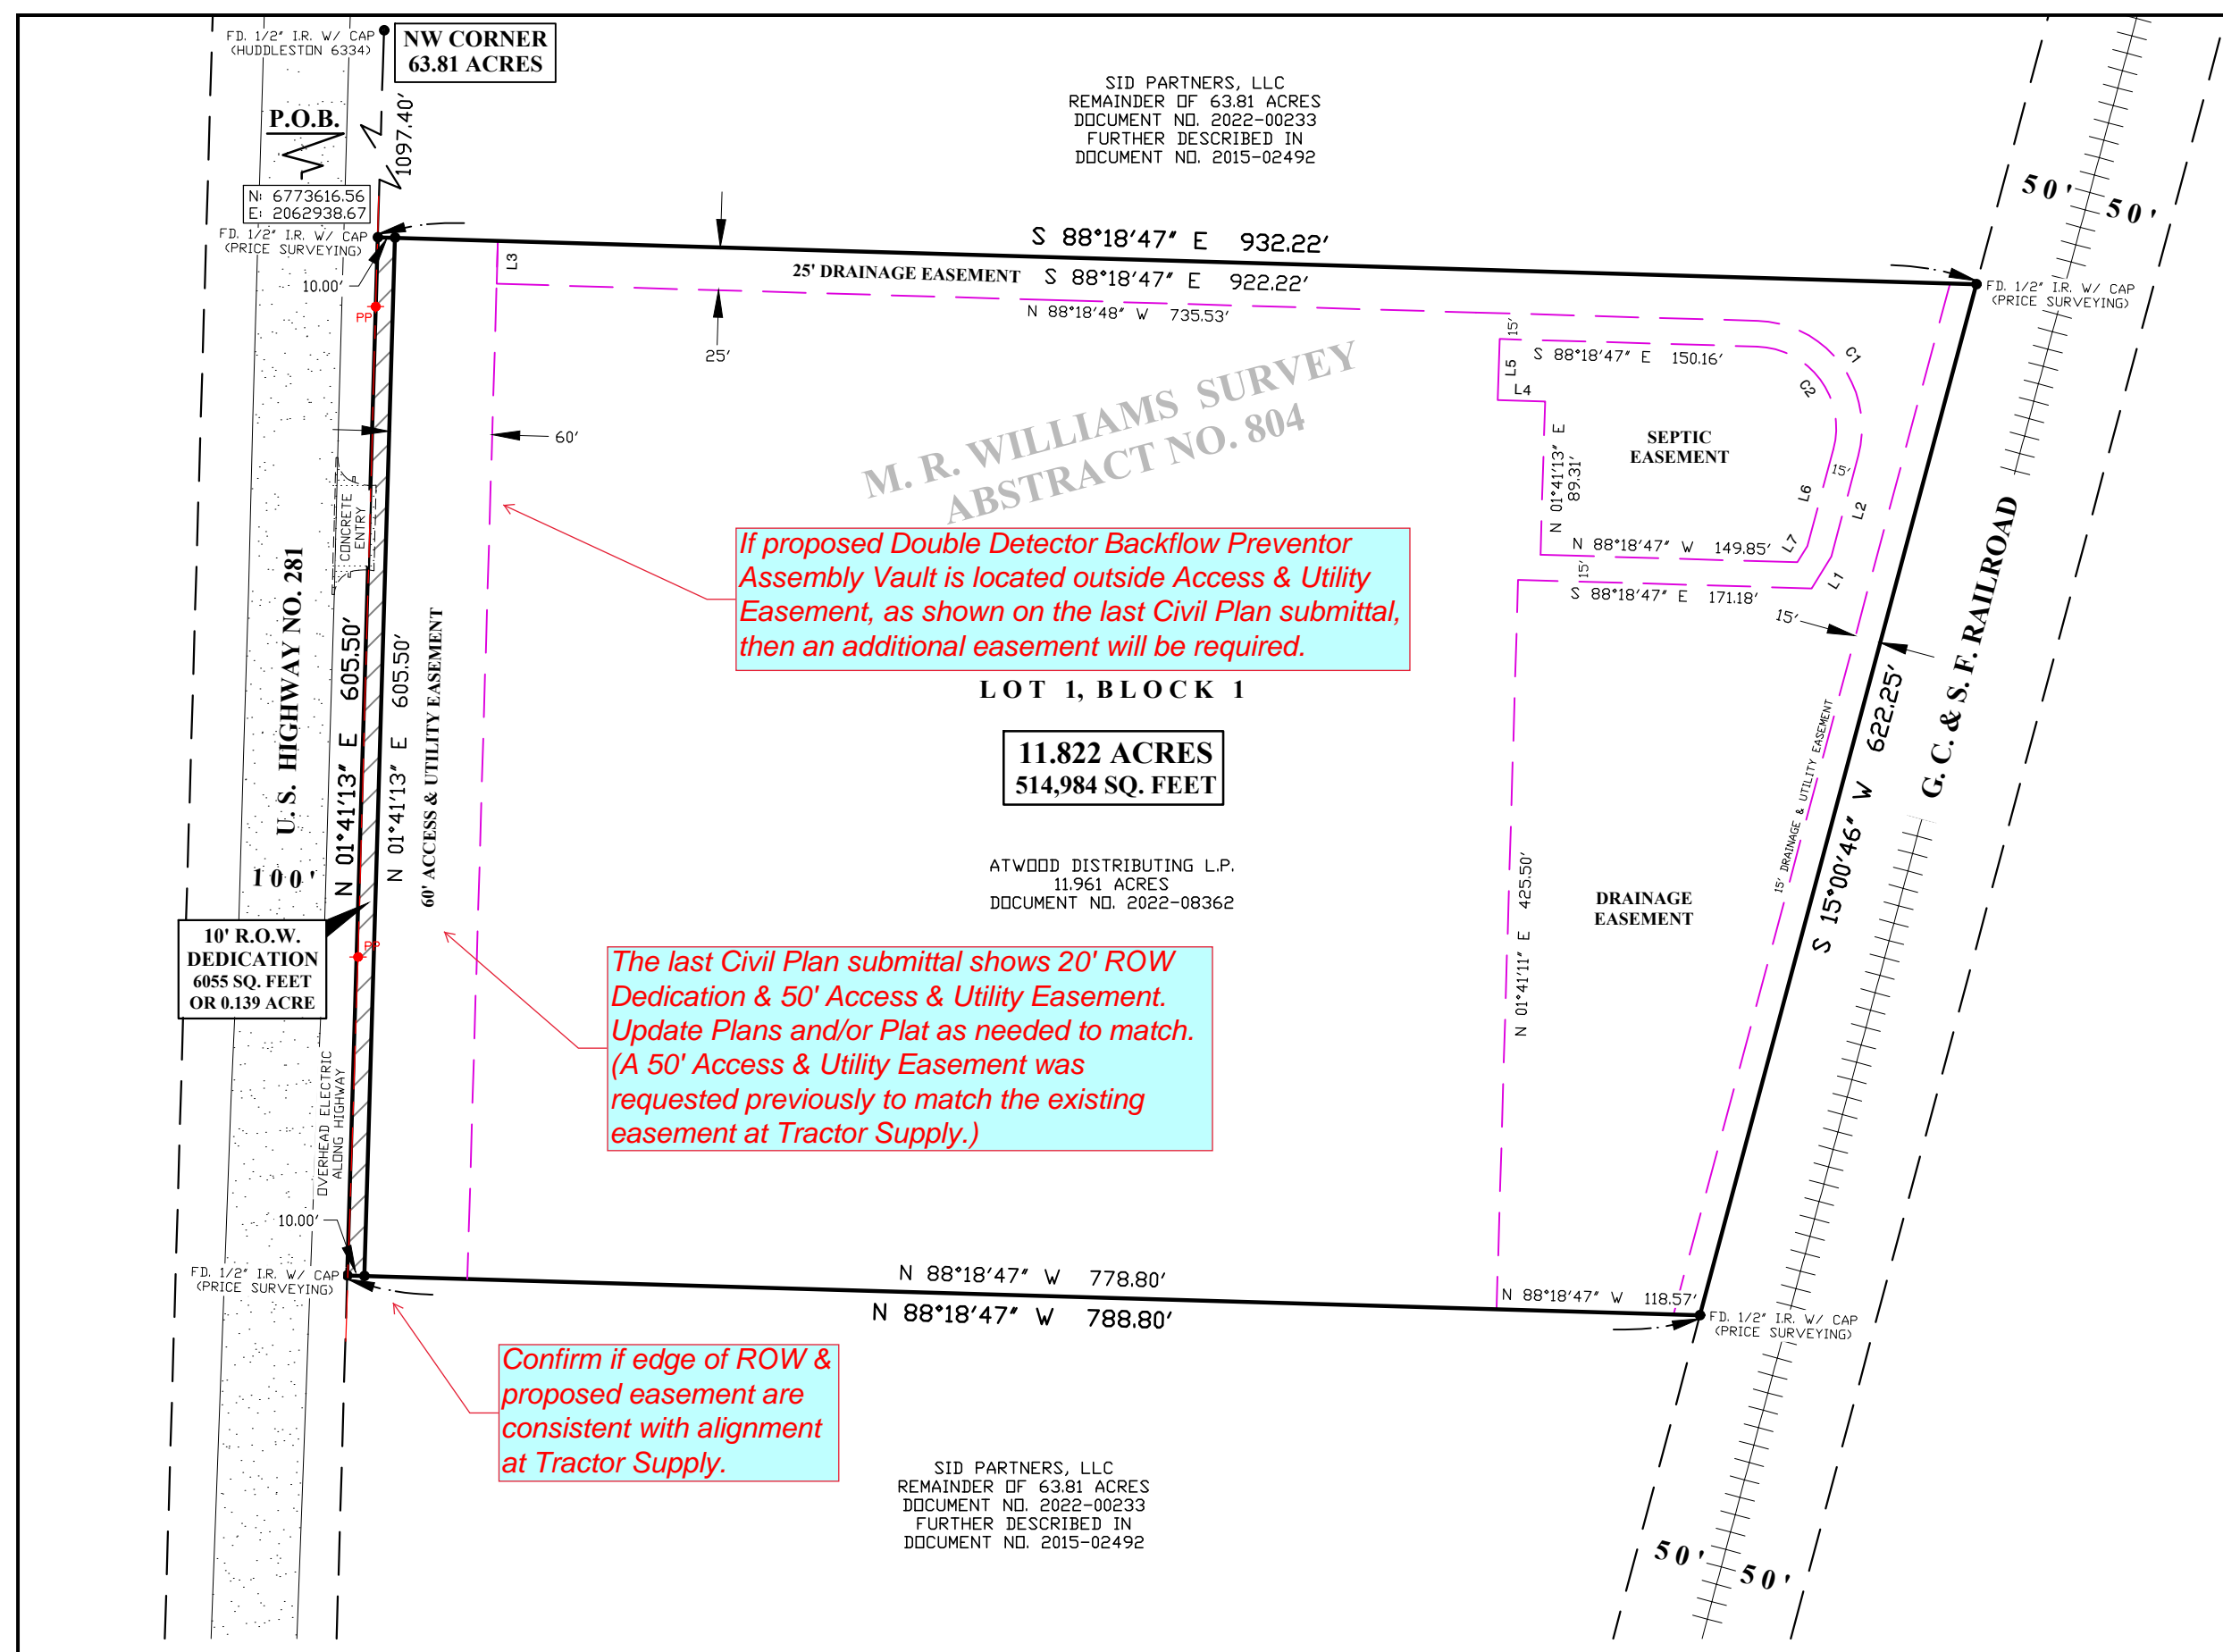 FD. 1/2" I.R. W/ CAP
(HUDDLESTON 6334)
NW CORNER
63.81 ACRES
P.O.B.
1097.40'
N: 6773616.56
E: 2062938.67
FD. 1/2" I.R. W/ CAP
(PRICE SURVEYING)
10.00'
PP
SID PARTNERS, LLC
REMAINDER OF 63.81 ACRES
DOCUMENT NO. 2022-00233
FURTHER DESCRIBED IN
DOCUMENT NO. 2015-02492
50' 50'
S 88°18'47" E 932.22'
25' DRAINAGE EASEMENT S 88°18'47" E 922.22'
N 88°18'48" W 735.53'
L3
25'
60'
FD. 1/2" I.R. W/ CAP
(PRICE SURVEYING)
15'
S 88°18'47" E 150.16'
C1
C2
L5
L4
SEPTIC
EASEMENT
N 01°41'13" E
89.31'
15'
L6
L2
N 88°18'47" W 149.85'
L7
L1
15'
S 88°18'47" E 171.18'
15'
M. R. WILLIAMS SURVEY
ABSTRACT NO. 804
CONCRETE
ENTRY
U.S. HIGHWAY NO. 281
100'
N 01°41'13" E 605.50'
N 01°41'13" E 605.50'
60' ACCESS & UTILITY EASEMENT
If proposed Double Detector Backflow Preventor
Assembly Vault is located outside Access & Utility
Easement, as shown on the last Civil Plan submittal,
then an additional easement will be required.
LOT 1, BLOCK 1
11.822 ACRES
514,984 SQ. FEET
ATWOOD DISTRIBUTING L.P.
11.961 ACRES
DOCUMENT NO. 2022-08362
N 01°41'11" E 425.50'
DRAINAGE
EASEMENT
15' DRAINAGE & UTILITY EASEMENT
S 15°00'46" W 622.25'
G. C. & S. F. RAILROAD
10' R.O.W.
DEDICATION
6055 SQ. FEET
OR 0.139 ACRE
PP
The last Civil Plan submittal shows 20' ROW
Dedication & 50' Access & Utility Easement.
Update Plans and/or Plat as needed to match.
(A 50' Access & Utility Easement was
requested previously to match the existing
easement at Tractor Supply.)
OVERHEAD ELECTRIC
ALONG HIGHWAY
10.00'
FD. 1/2" I.R. W/ CAP
(PRICE SURVEYING)
N 88°18'47" W 778.80'
N 88°18'47" W 788.80'
N 88°18'47" W 118.57'
FD. 1/2" I.R. W/ CAP
(PRICE SURVEYING)
Confirm if edge of ROW &
proposed easement are
consistent with alignment
at Tractor Supply.
SID PARTNERS, LLC
REMAINDER OF 63.81 ACRES
DOCUMENT NO. 2022-00233
FURTHER DESCRIBED IN
DOCUMENT NO. 2015-02492
50' 50'